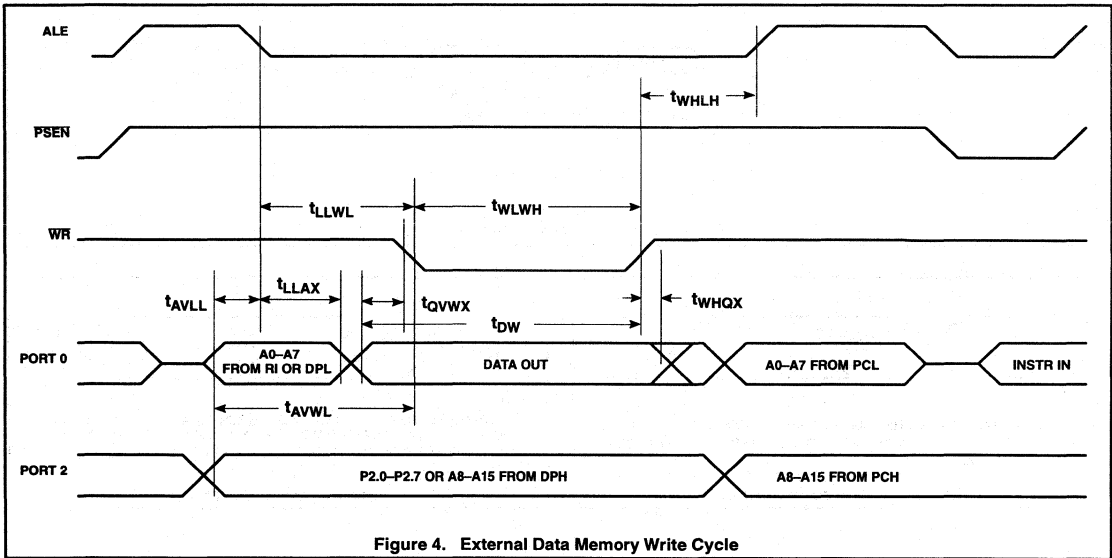 ALE
tWHLH
PSEN
tLLWL
tWLWH
WR
tAVLL
tLLAX
tQVWX
tWHQX
tDW
PORT 0
A0–A7
FROM RI OR DPL
DATA OUT
A0–A7 FROM PCL
INSTR IN
tAVWL
PORT 2
P2.0–P2.7 OR A8–A15 FROM DPH
A8–A15 FROM PCH
Figure 4. External Data Memory Write Cycle